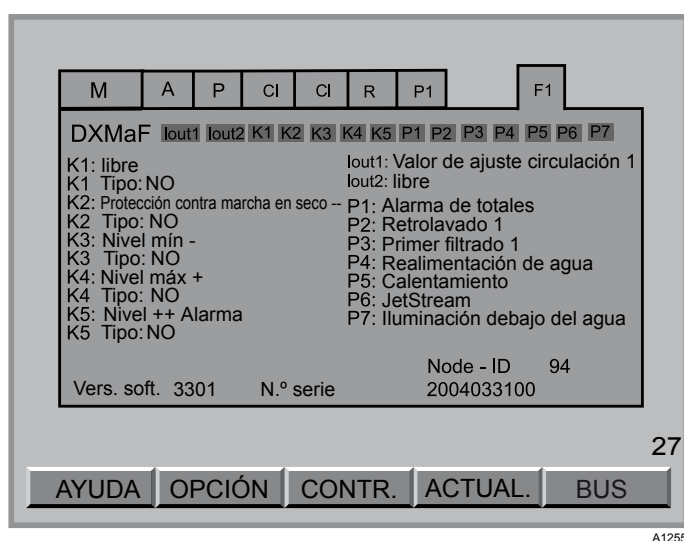 M A P Cl Cl R P1 F1
DXMaF Iout1 Iout2 K1 K2 K3 K4 K5 P1 P2 P3 P4 P5 P6 P7
K1: libre
K1 Tipo: NO
K2: Protección contra marcha en seco --
K2 Tipo: NO
K3: Nivel mín -
K3 Tipo: NO
K4: Nivel máx +
K4 Tipo: NO
K5: Nivel ++ Alarma
K5 Tipo: NO
Iout1: Valor de ajuste circulación 1
Iout2: libre
P1: Alarma de totales
P2: Retrolavado 1
P3: Primer filtrado 1
P4: Realimentación de agua
P5: Calentamiento
P6: JetStream
P7: Iluminación debajo del agua
Node - ID 94
Vers. soft. 3301 N.º serie 2004033100
27
AYUDA OPCIÓN CONTR. ACTUAL. BUS
A1255